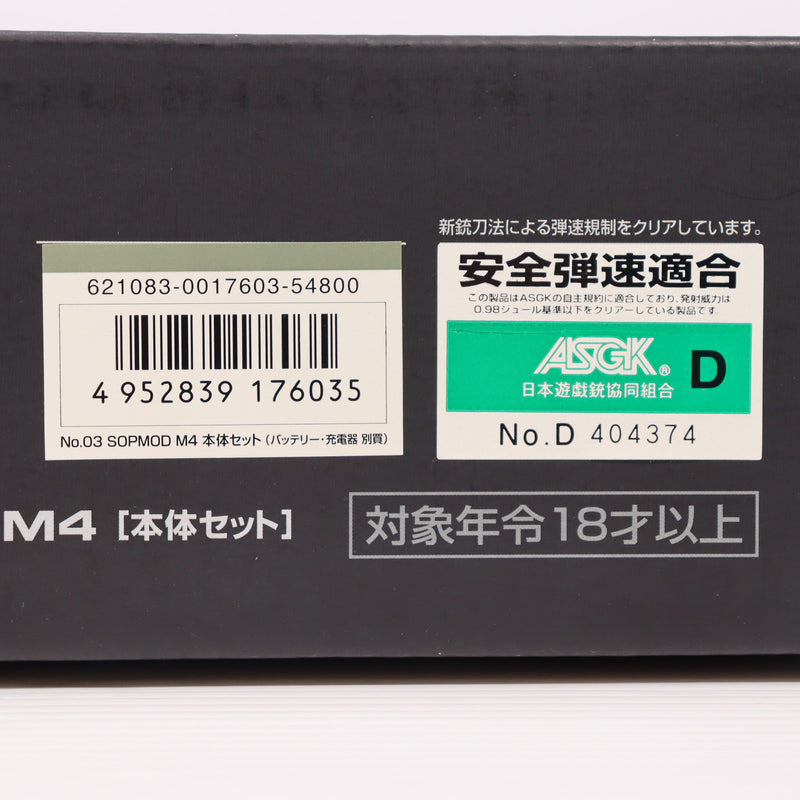 新銃刀法による弾速規制をクリアしています。
安全弾速適合
この製品はASGKの自主規約に適合しており、発射威力は
0.98ジュール基準以下をクリアーしている製品です。
ASGK®
D
日本遊戯銃協同組合
No.D 404374
621083-0017603-54800
4 952839 176035
No.03 SOPMOD M4 本体セット (バッテリー・充電器 別買)
M4 [本体セット]
対象年令18才以上